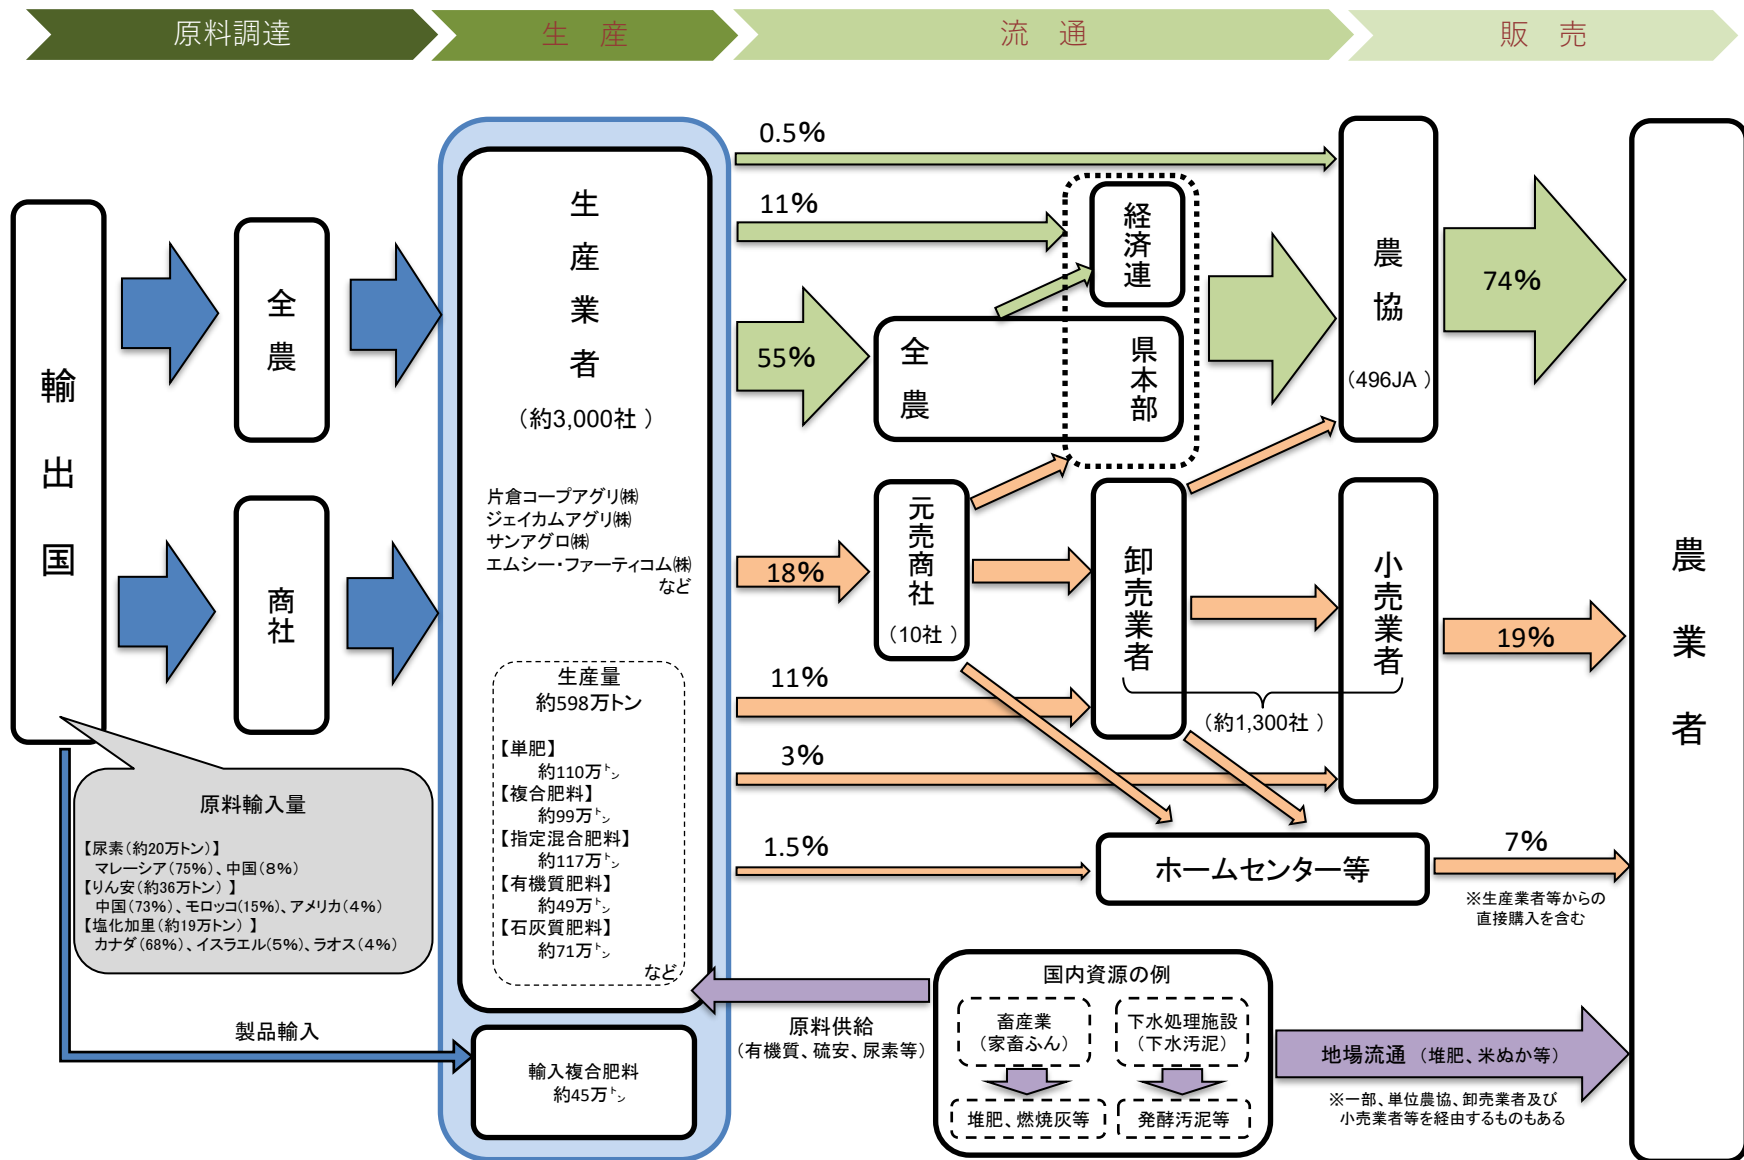 原料調達
生　産
流　通
販　売
輸出国
全農
商社
原料輸入量
【尿素（約20万トン）】
マレーシア（75%）、中国（8%）
【りん安（約36万トン）】
中国（73%）、モロッコ（15%）、アメリカ（4%）
【塩化加里（約19万トン）】
カナダ（68%）、イスラエル（5%）、ラオス（4%）
製品輸入
生産業者
（約3,000社）
片倉コープアグリ㈱
ジェイカムアグリ㈱
サンアグロ㈱
エムシー・ファーティコム㈱
など
生産量
約598万トン
【単肥】
約110万㌧
【複合肥料】
約99万㌧
【指定混合肥料】
約117万㌧
【有機質肥料】
約49万㌧
【石灰質肥料】
約71万㌧
など
輸入複合肥料
約45万㌧
0.5%
11%
55%
18%
11%
3%
1.5%
経済連
全農
県本部
元売商社
（10社）
卸売業者
小売業者
（約1,300社）
ホームセンター等
農協
（496JA）
74%
19%
7%
※生産業者等からの
直接購入を含む
農業者
原料供給
（有機質、硫安、尿素等）
国内資源の例
畜産業
（家畜ふん）
下水処理施設
（下水汚泥）
堆肥、燃焼灰等
発酵汚泥等
地場流通（堆肥、米ぬか等）
※一部、単位農協、卸売業者及び
小売業者等を経由するものもある